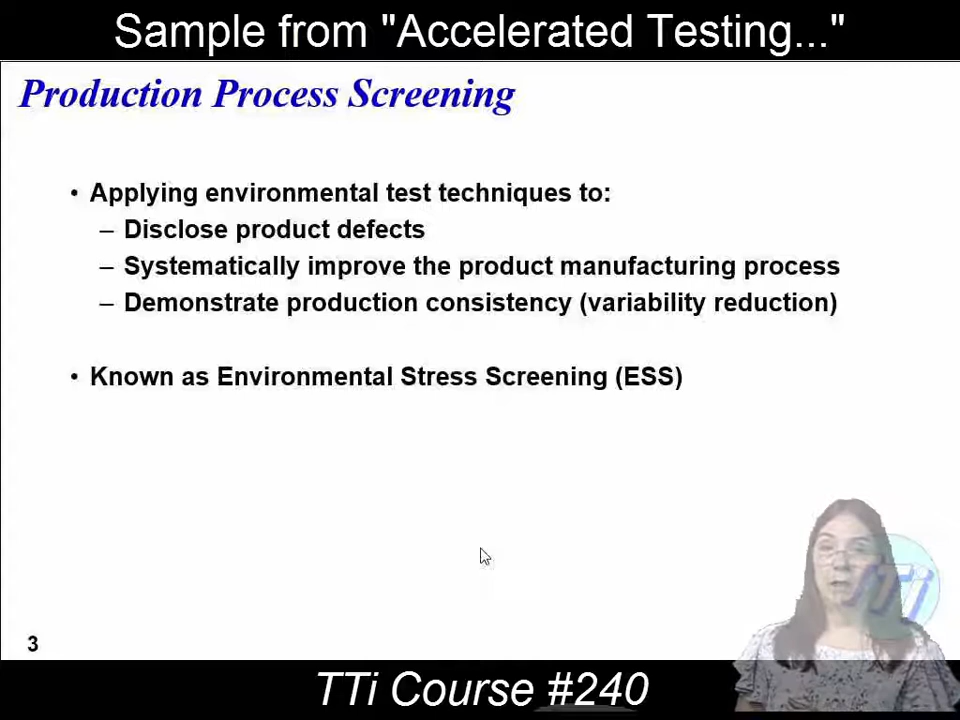 Sample from "Accelerated Testing..."
Production Process Screening
• Applying environmental test techniques to:
– Disclose product defects
– Systematically improve the product manufacturing process
– Demonstrate production consistency (variability reduction)
• Known as Environmental Stress Screening (ESS)
TTi
3
TTi Course #240